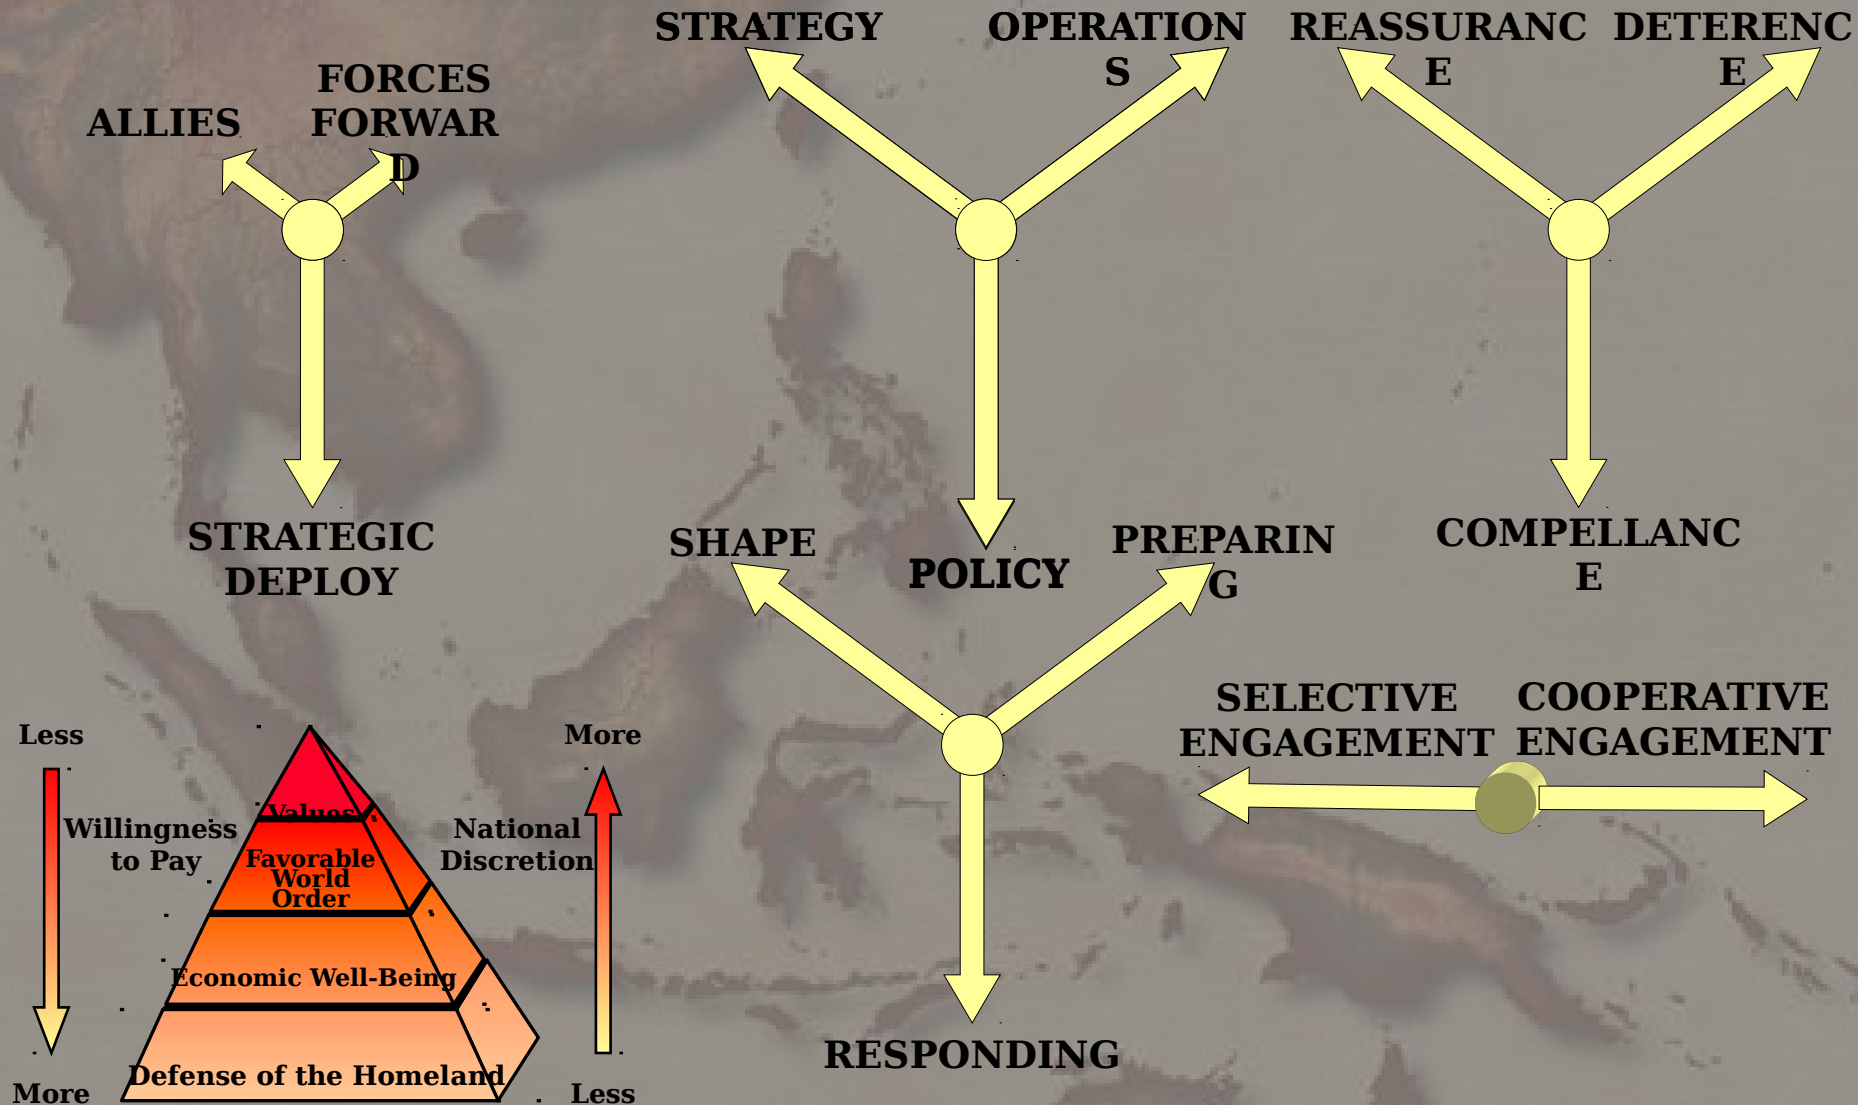 STRATEGY
OPERATION
S
REASSURANC
E
DETERENC
E
ALLIES
FORCES
FORWAR
D
STRATEGIC
DEPLOY
POLICY
COMPELLANC
E
SHAPE
PREPARIN
G
RESPONDING
SELECTIVE
ENGAGEMENT
COOPERATIVE
ENGAGEMENT
Less
Willingness
to Pay
More
Values
Favorable
World
Order
Economic Well-Being
Defense of the Homeland
More
National
Discretion
Less